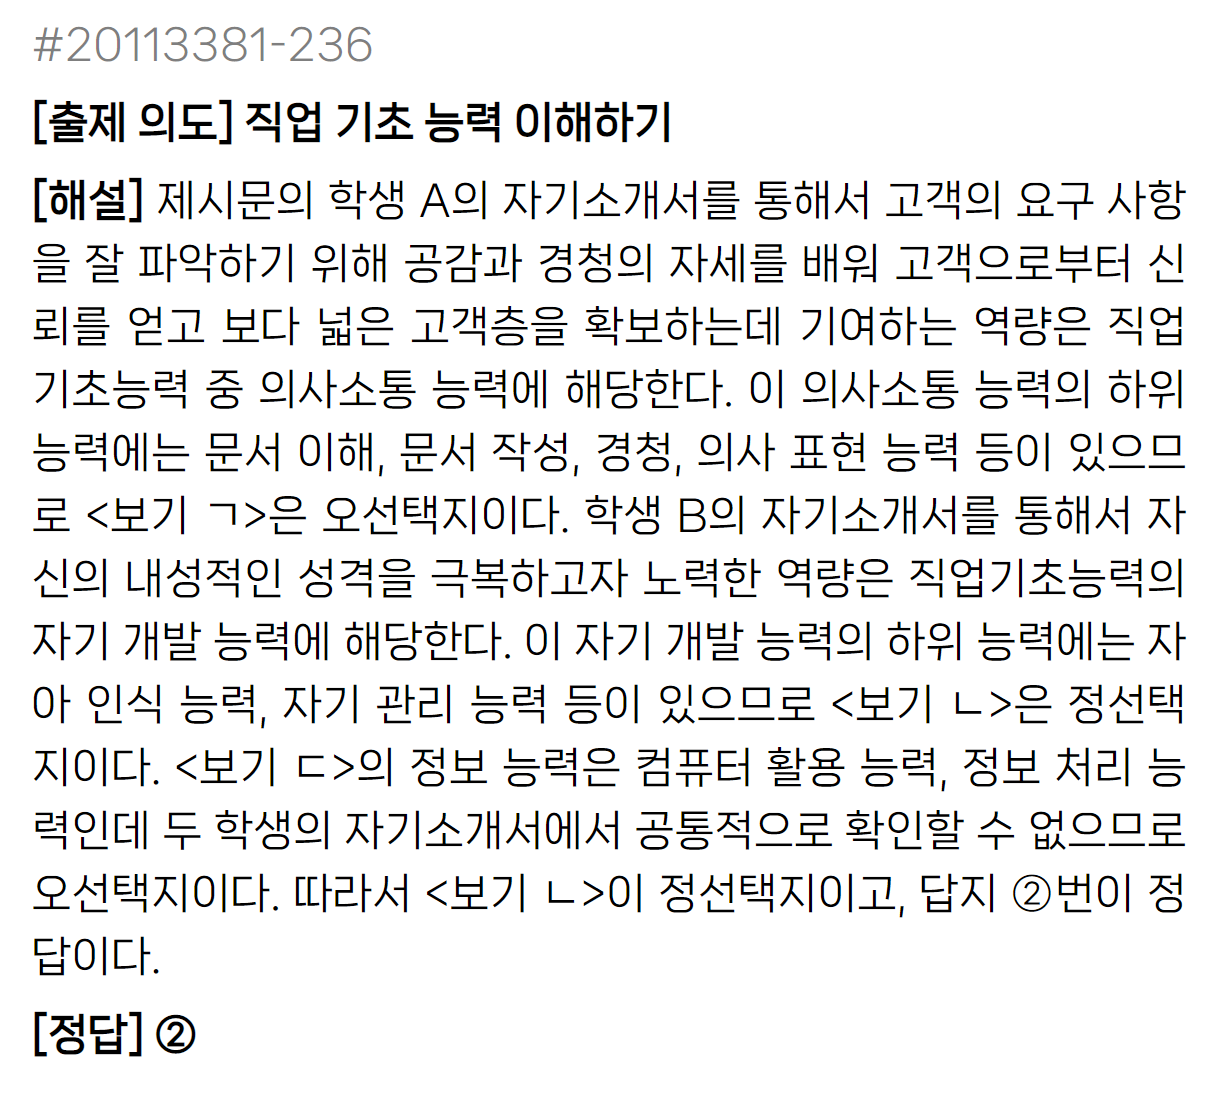 #20113381-236
[출제 의도] 직업 기초 능력 이해하기
[해설] 제시문의 학생 A의 자기소개서를 통해서 고객의 요구 사항
을 잘 파악하기 위해 공감과 경청의 자세를 배워 고객으로부터 신
뢰를 얻고 보다 넓은 고객층을 확보하는데 기여하는 역량은 직업
기초능력 중 의사소통 능력에 해당한다. 이 의사소통 능력의 하위
능력에는 문서 이해, 문서 작성, 경청, 의사 표현 능력 등이 있으므
로 <보기 ㄱ>은 오선택지이다. 학생 B의 자기소개서를 통해서 자
신의 내성적인 성격을 극복하고자 노력한 역량은 직업기초능력의
자기 개발 능력에 해당한다. 이 자기 개발 능력의 하위 능력에는 자
아 인식 능력, 자기 관리 능력 등이 있으므로 <보기 ㄴ>은 정선택
지이다. <보기 ㄷ>의 정보 능력은 컴퓨터 활용 능력, 정보 처리 능
력인데 두 학생의 자기소개서에서 공통적으로 확인할 수 없으므로
오선택지이다. 따라서 <보기 ㄴ>이 정선택지이고, 답지 ②번이 정
답이다.
[정답] ②